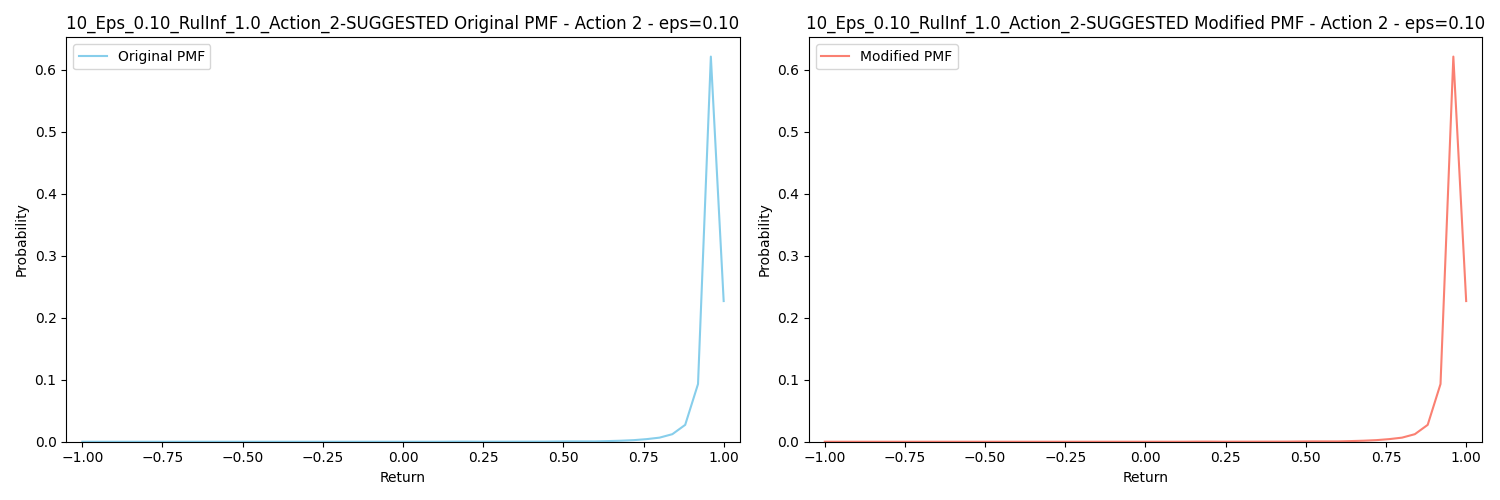 10_Eps_0.10_RulInf_1.0_Action_2-SUGGESTED Original PMF - Action 2 - eps=0.10
Original PMF
0.6
0.5
0.4
0.3
0.2
0.1
0.0
Probability
−1.00 −0.75 −0.50 −0.25 0.00 0.25 0.50 0.75 1.00
Return
10_Eps_0.10_RulInf_1.0_Action_2-SUGGESTED Modified PMF - Action 2 - eps=0.10
Modified PMF
0.6
0.5
0.4
0.3
0.2
0.1
0.0
Probability
−1.00 −0.75 −0.50 −0.25 0.00 0.25 0.50 0.75 1.00
Return